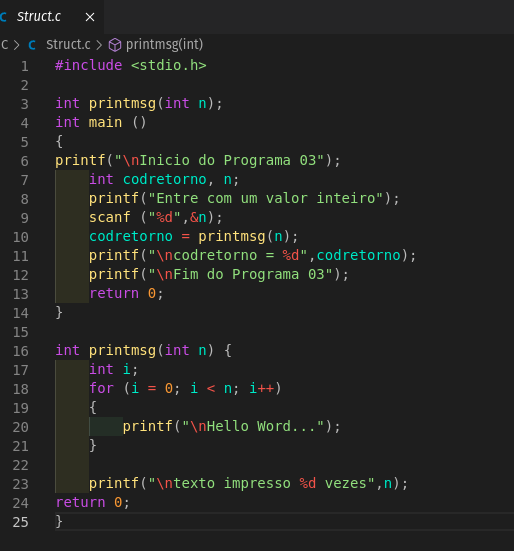 C Struct.c ×
C > C Struct.c > printmsg(int)
1 #include <stdio.h>
2
3 int printmsg(int n);
4 int main ()
5 {
6 printf("\nInicio do Programa 03");
7     int codretorno, n;
8     printf("Entre com um valor inteiro");
9     scanf ("%d",&n);
10     codretorno = printmsg(n);
11     printf("\ncodretorno = %d",codretorno);
12     printf("\nFim do Programa 03");
13     return 0;
14 }
15
16 int printmsg(int n) {
17     int i;
18     for (i = 0; i < n; i++)
19     {
20         printf("\nHello Word...");
21     }
22
23     printf("\ntexto impresso %d vezes",n);
24 return 0;
25 }